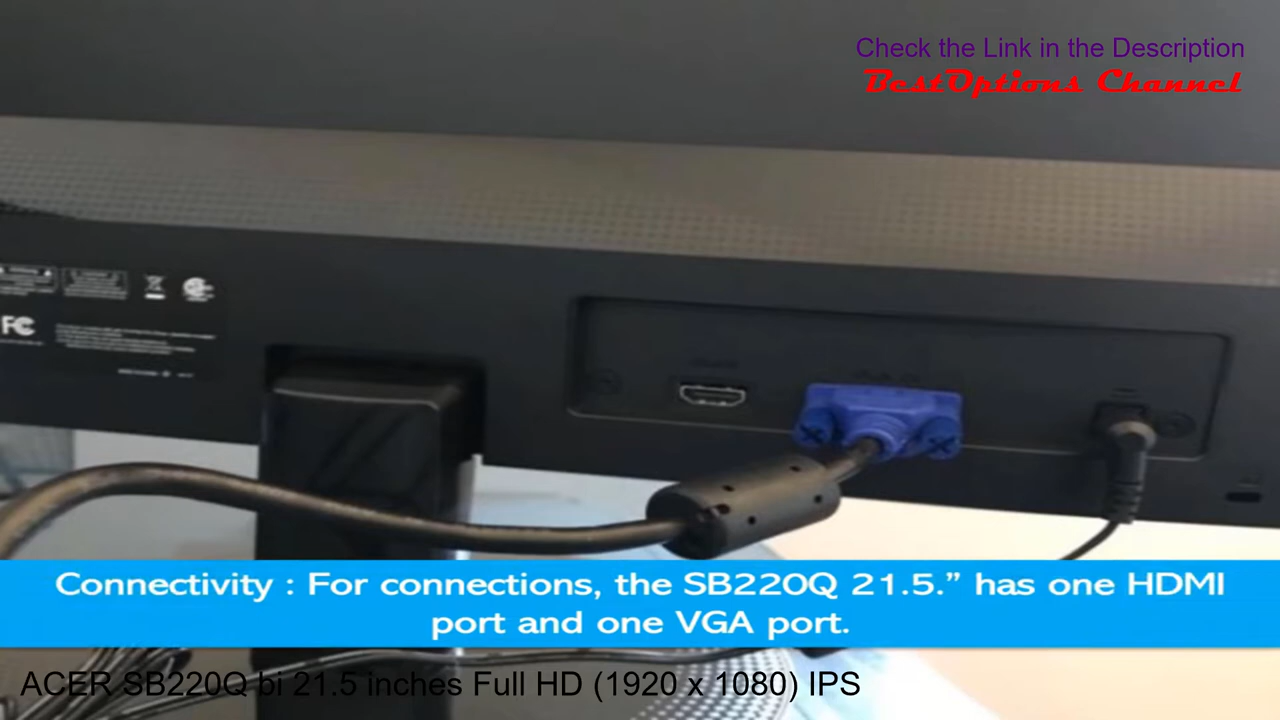 Check the Link in the Description
BestOptions Channel
FC
Connectivity : For connections, the SB220Q 21.5.” has one HDMI
port and one VGA port.
ACER SB220Q bi 21.5 inches Full HD (1920 x 1080) IPS